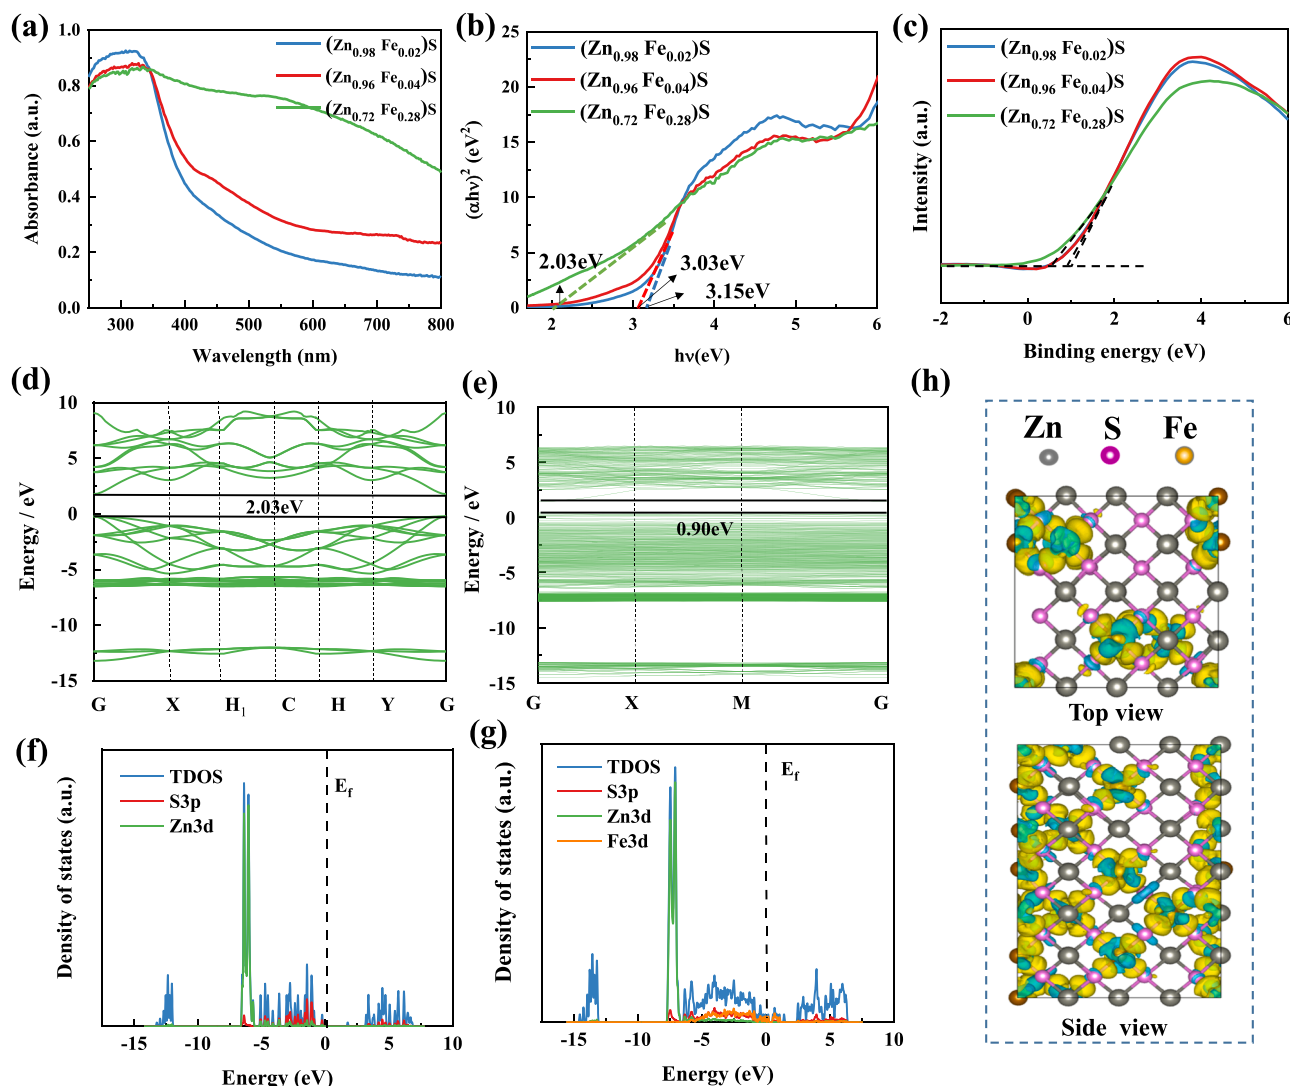 (a)
1.0
0.8
0.6
0.4
0.2
0.0
Absorbance (a.u.)
(Zn0.98 Fe0.02)S
(Zn0.96 Fe0.04)S
(Zn0.72 Fe0.28)S
300 400 500 600 700 800
Wavelength (nm)
(b)
25
20
15
10
5
0
(αhν)² (eV²)
(Zn0.98 Fe0.02)S
(Zn0.96 Fe0.04)S
(Zn0.72 Fe0.28)S
2.03eV
3.03eV
3.15eV
2 3 4 5 6
hν(eV)
(c)
Intensity (a.u.)
(Zn0.98 Fe0.02)S
(Zn0.96 Fe0.04)S
(Zn0.72 Fe0.28)S
-2 0 2 4 6
Binding energy (eV)
(d)
10
5
0
-5
-10
-15
Energy / eV
2.03eV
G X H1 C H Y G
(e)
10
5
0
-5
-10
-15
Energy / eV
0.90eV
G X M G
(f)
Density of states (a.u.)
TDOS
S3p
Zn3d
Ef
-15 -10 -5 0 5 10
Energy (eV)
(g)
Density of states (a.u.)
TDOS
S3p
Zn3d
Fe3d
Ef
-15 -10 -5 0 5 10
Energy (eV)
(h)
Zn S Fe
Top view
Side view